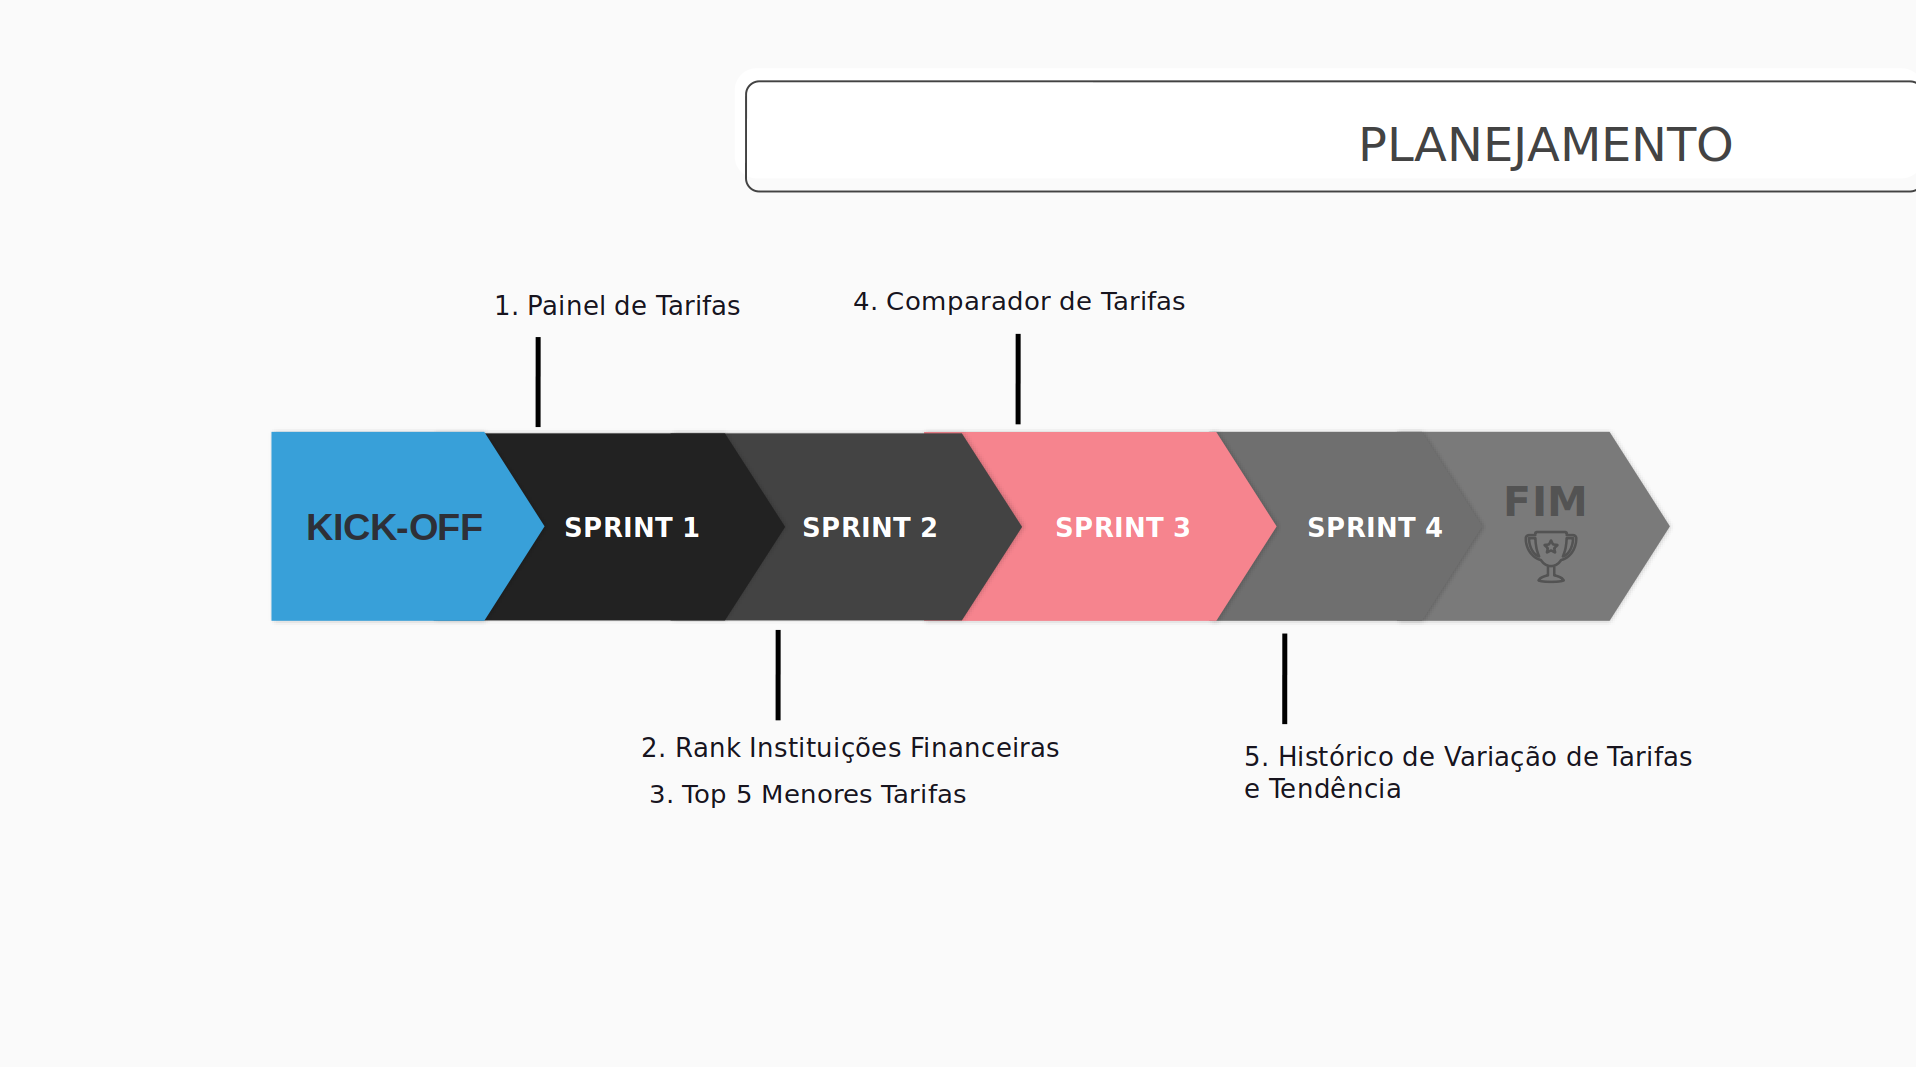 PLANEJAMENTO
1. Painel de Tarifas
4. Comparador de Tarifas
KICK-OFF
SPRINT 1
SPRINT 2
SPRINT 3
SPRINT 4
FIM
2. Rank Instituições Financeiras
3. Top 5 Menores Tarifas
5. Histórico de Variação de Tarifas
e Tendência